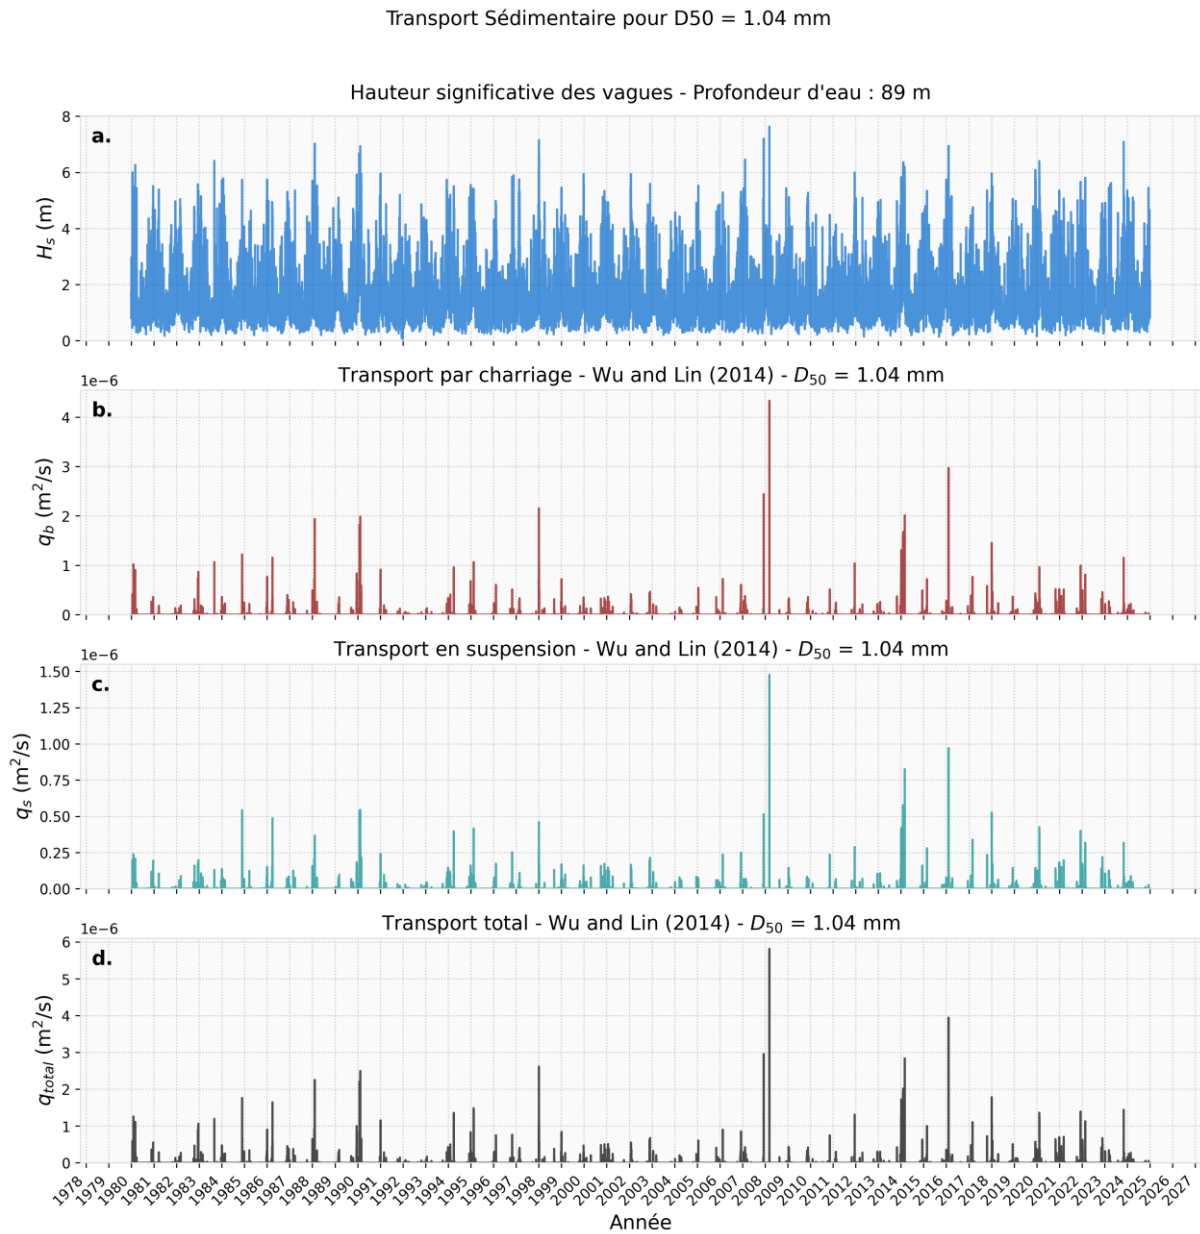 Transport Sédimentaire pour D50 = 1.04 mm
Hauteur significative des vagues - Profondeur d'eau : 89 m
a.
8
6
4
2
0
H_s (m)
1e−6
Transport par charriage - Wu and Lin (2014) - D_50 = 1.04 mm
b.
4
3
2
1
0
q_b (m²/s)
1e−6
Transport en suspension - Wu and Lin (2014) - D_50 = 1.04 mm
c.
1.50
1.25
1.00
0.75
0.50
0.25
0.00
q_s (m²/s)
1e−6
Transport total - Wu and Lin (2014) - D_50 = 1.04 mm
d.
6
5
4
3
2
1
0
q_total (m²/s)
1978 1979 1980 1981 1982 1983 1984 1985 1986 1987 1988 1989 1990 1991 1992 1993 1994 1995 1996 1997 1998 1999 2000 2001 2002 2003 2004 2005 2006 2007 2008 2009 2010 2011 2012 2013 2014 2015 2016 2017 2018 2019 2020 2021 2022 2023 2024 2025 2026 2027
Année